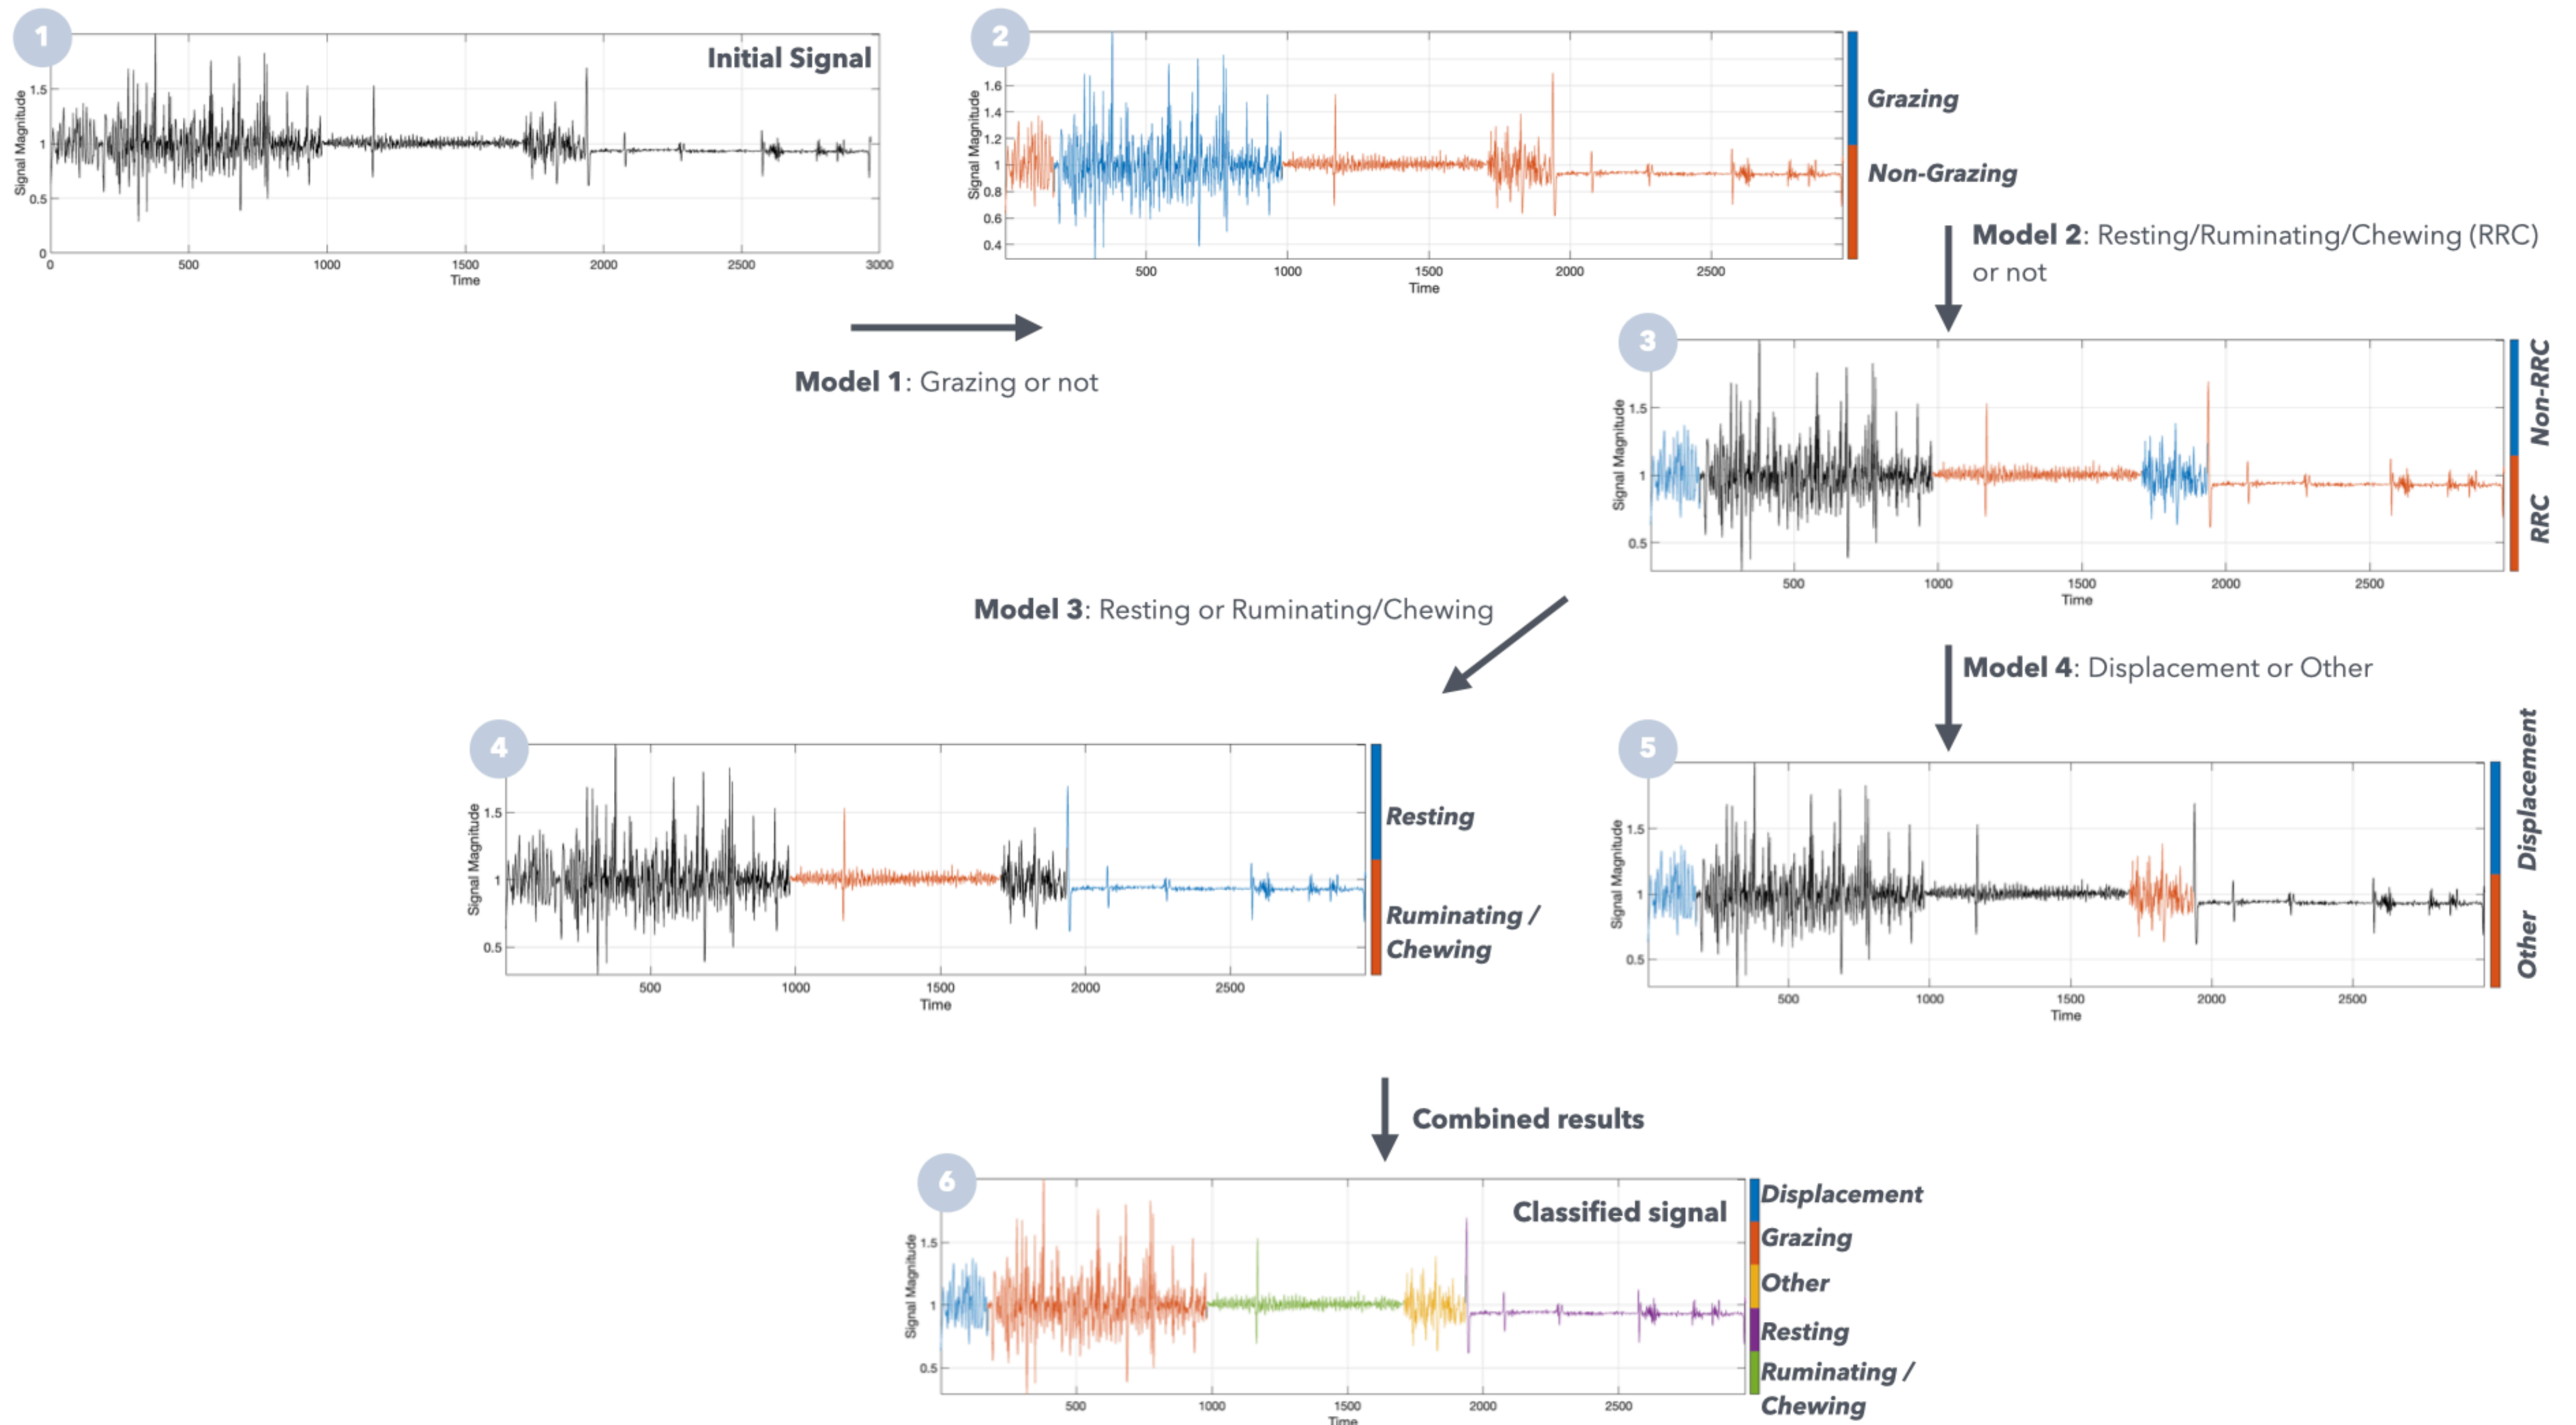 1
Initial Signal
Signal Magnitude
1.5
1
0.5
0
0 500 1000 1500 2000 2500 3000
Time
2
Signal Magnitude
1.6
1.4
1.2
1
0.8
0.6
0.4
500 1000 1500 2000 2500
Time
Grazing
Non-Grazing
Model 1: Grazing or not
Model 2: Resting/Ruminating/Chewing (RRC)
or not
3
Signal Magnitude
1.5
1
0.5
500 1000 1500 2000 2500
Time
Non-RRC
RRC
Model 3: Resting or Ruminating/Chewing
Model 4: Displacement or Other
4
Signal Magnitude
1.5
1
0.5
500 1000 1500 2000 2500
Time
Resting
Ruminating /
Chewing
5
Signal Magnitude
1.5
1
0.5
500 1000 1500 2000 2500
Time
Displacement
Other
Combined results
6
Classified signal
Signal Magnitude
1.5
1
0.5
500 1000 1500 2000 2500
Time
Displacement
Grazing
Other
Resting
Ruminating /
Chewing